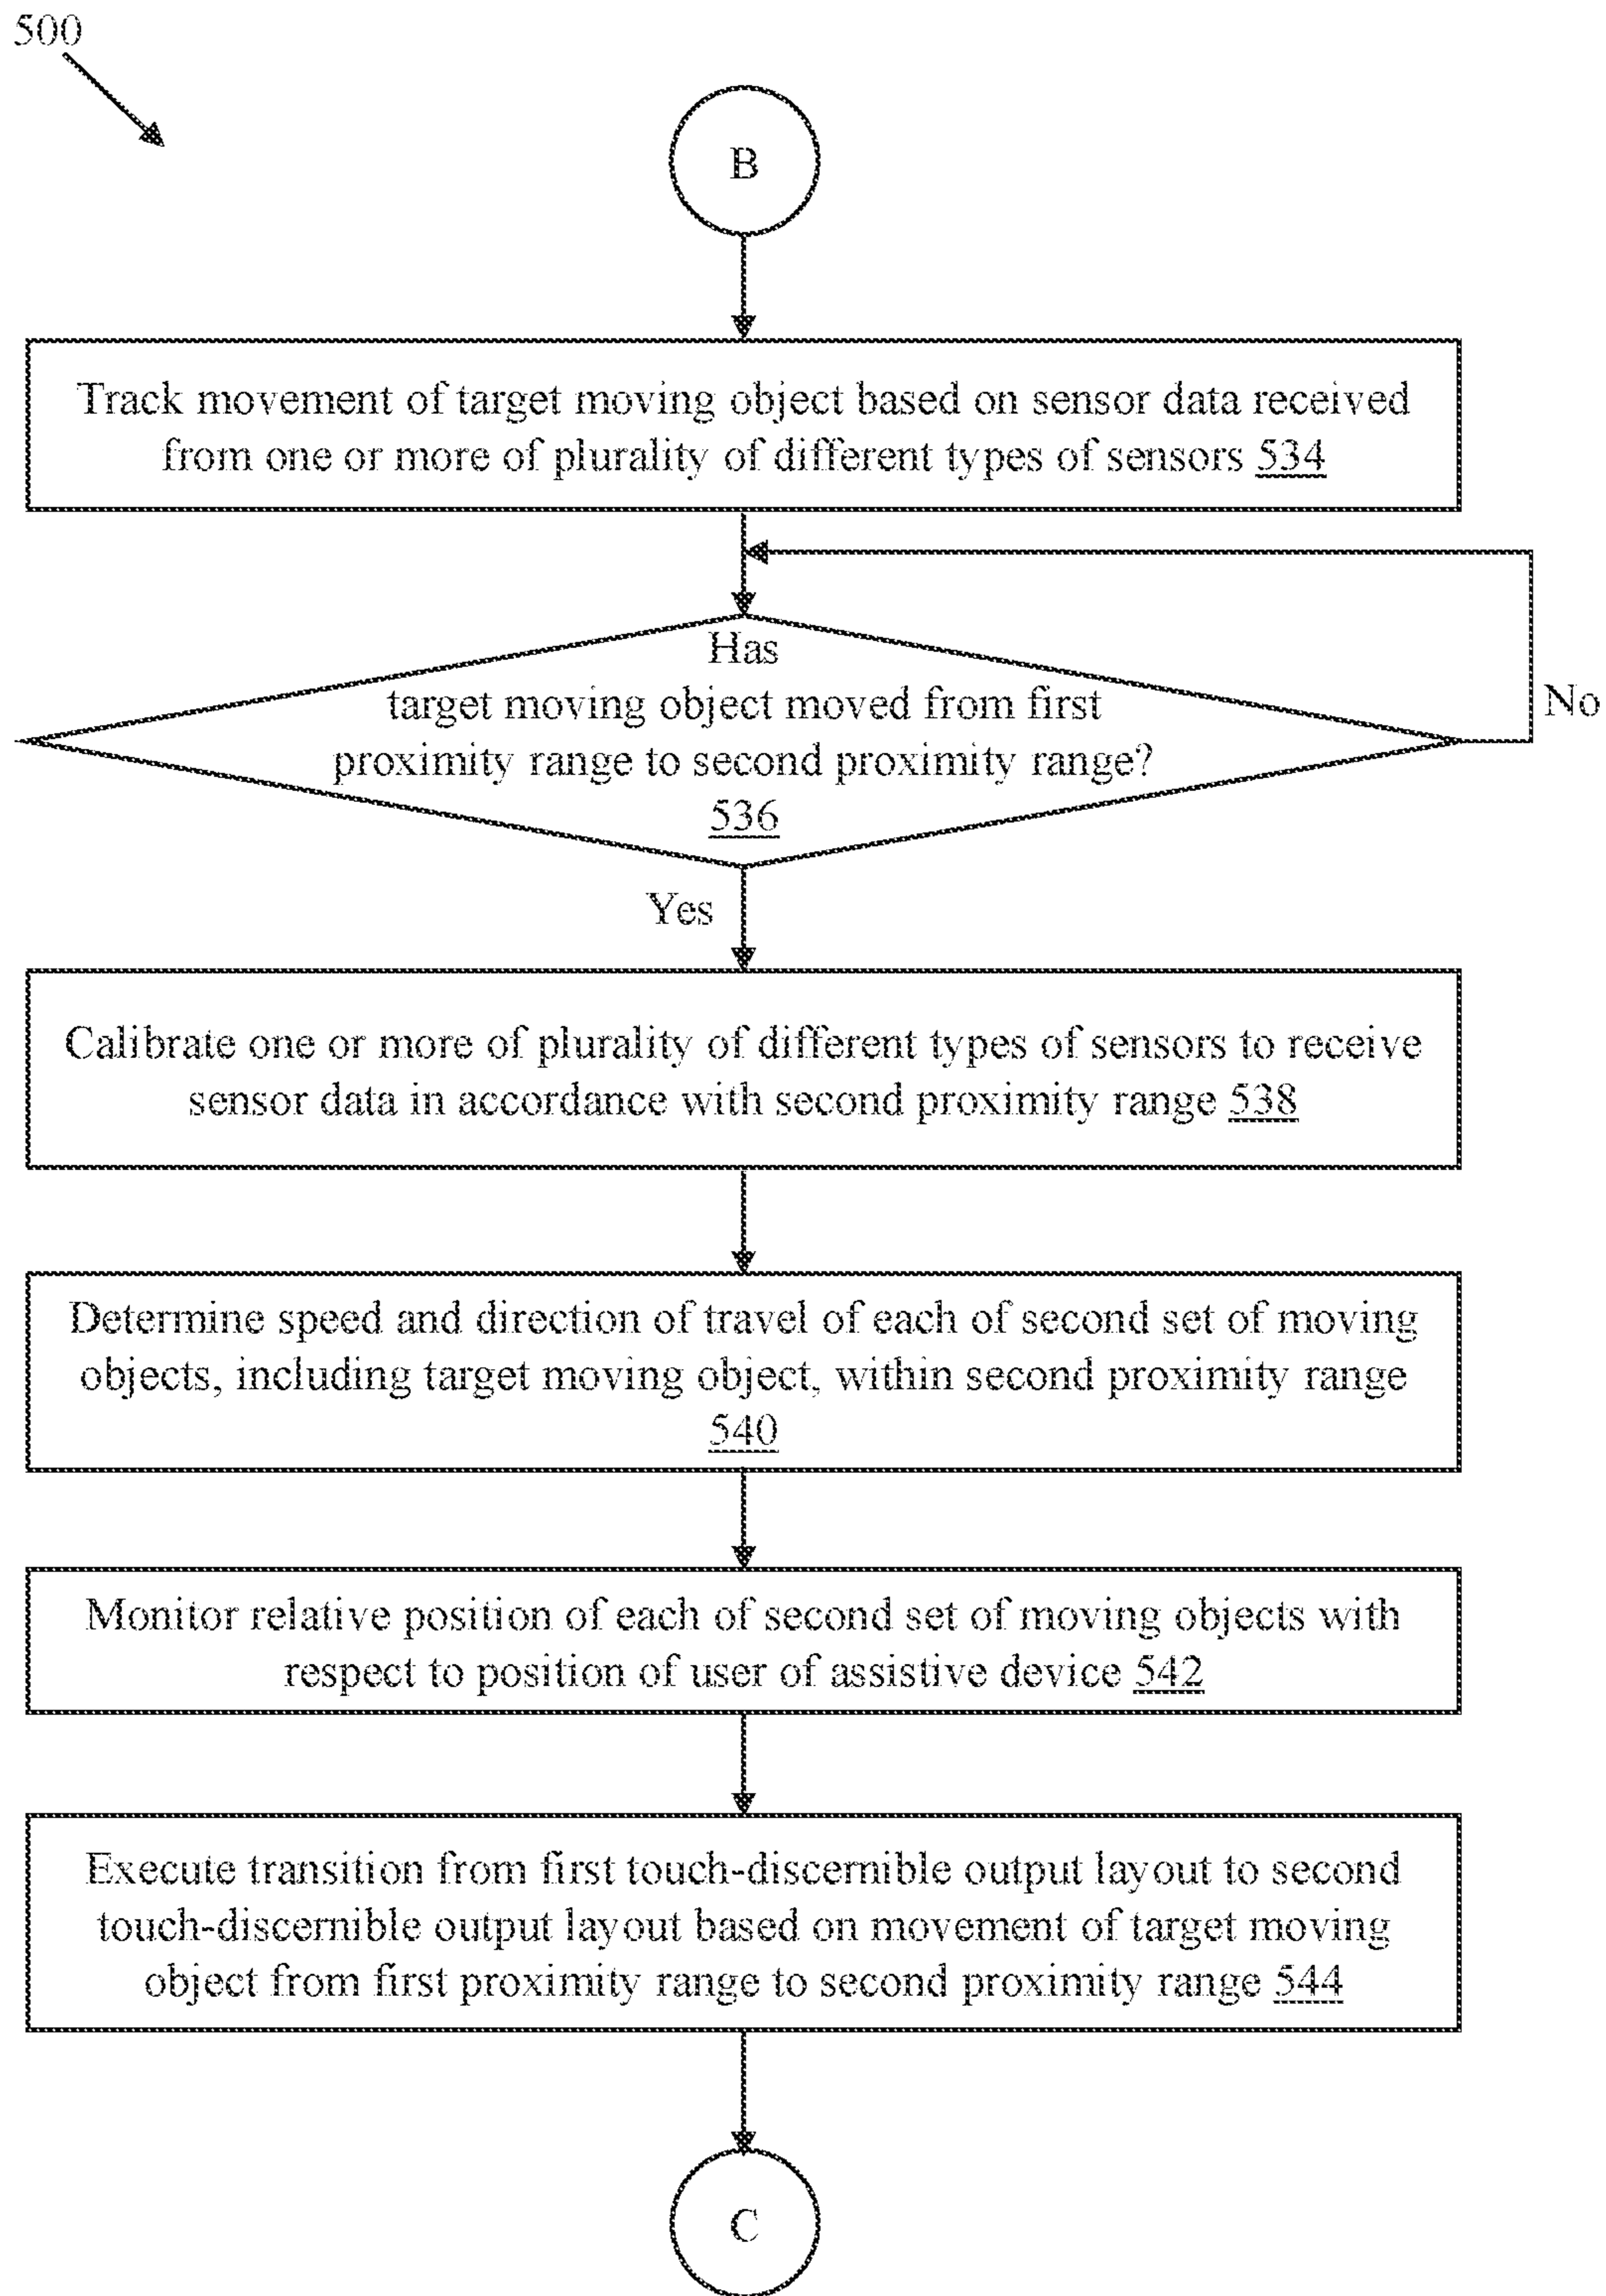 500
B
Track movement of target moving object based on sensor data received
from one or more of plurality of different types of sensors 534
Has
target moving object moved from first
proximity range to second proximity range?
536
No
Yes
Calibrate one or more of plurality of different types of sensors to receive
sensor data in accordance with second proximity range 538
Determine speed and direction of travel of each of second set of moving
objects, including target moving object, within second proximity range
540
Monitor relative position of each of second set of moving objects with
respect to position of user of assistive device 542
Execute transition from first touch-discernible output layout to second
touch-discernible output layout based on movement of target moving
object from first proximity range to second proximity range 544
C